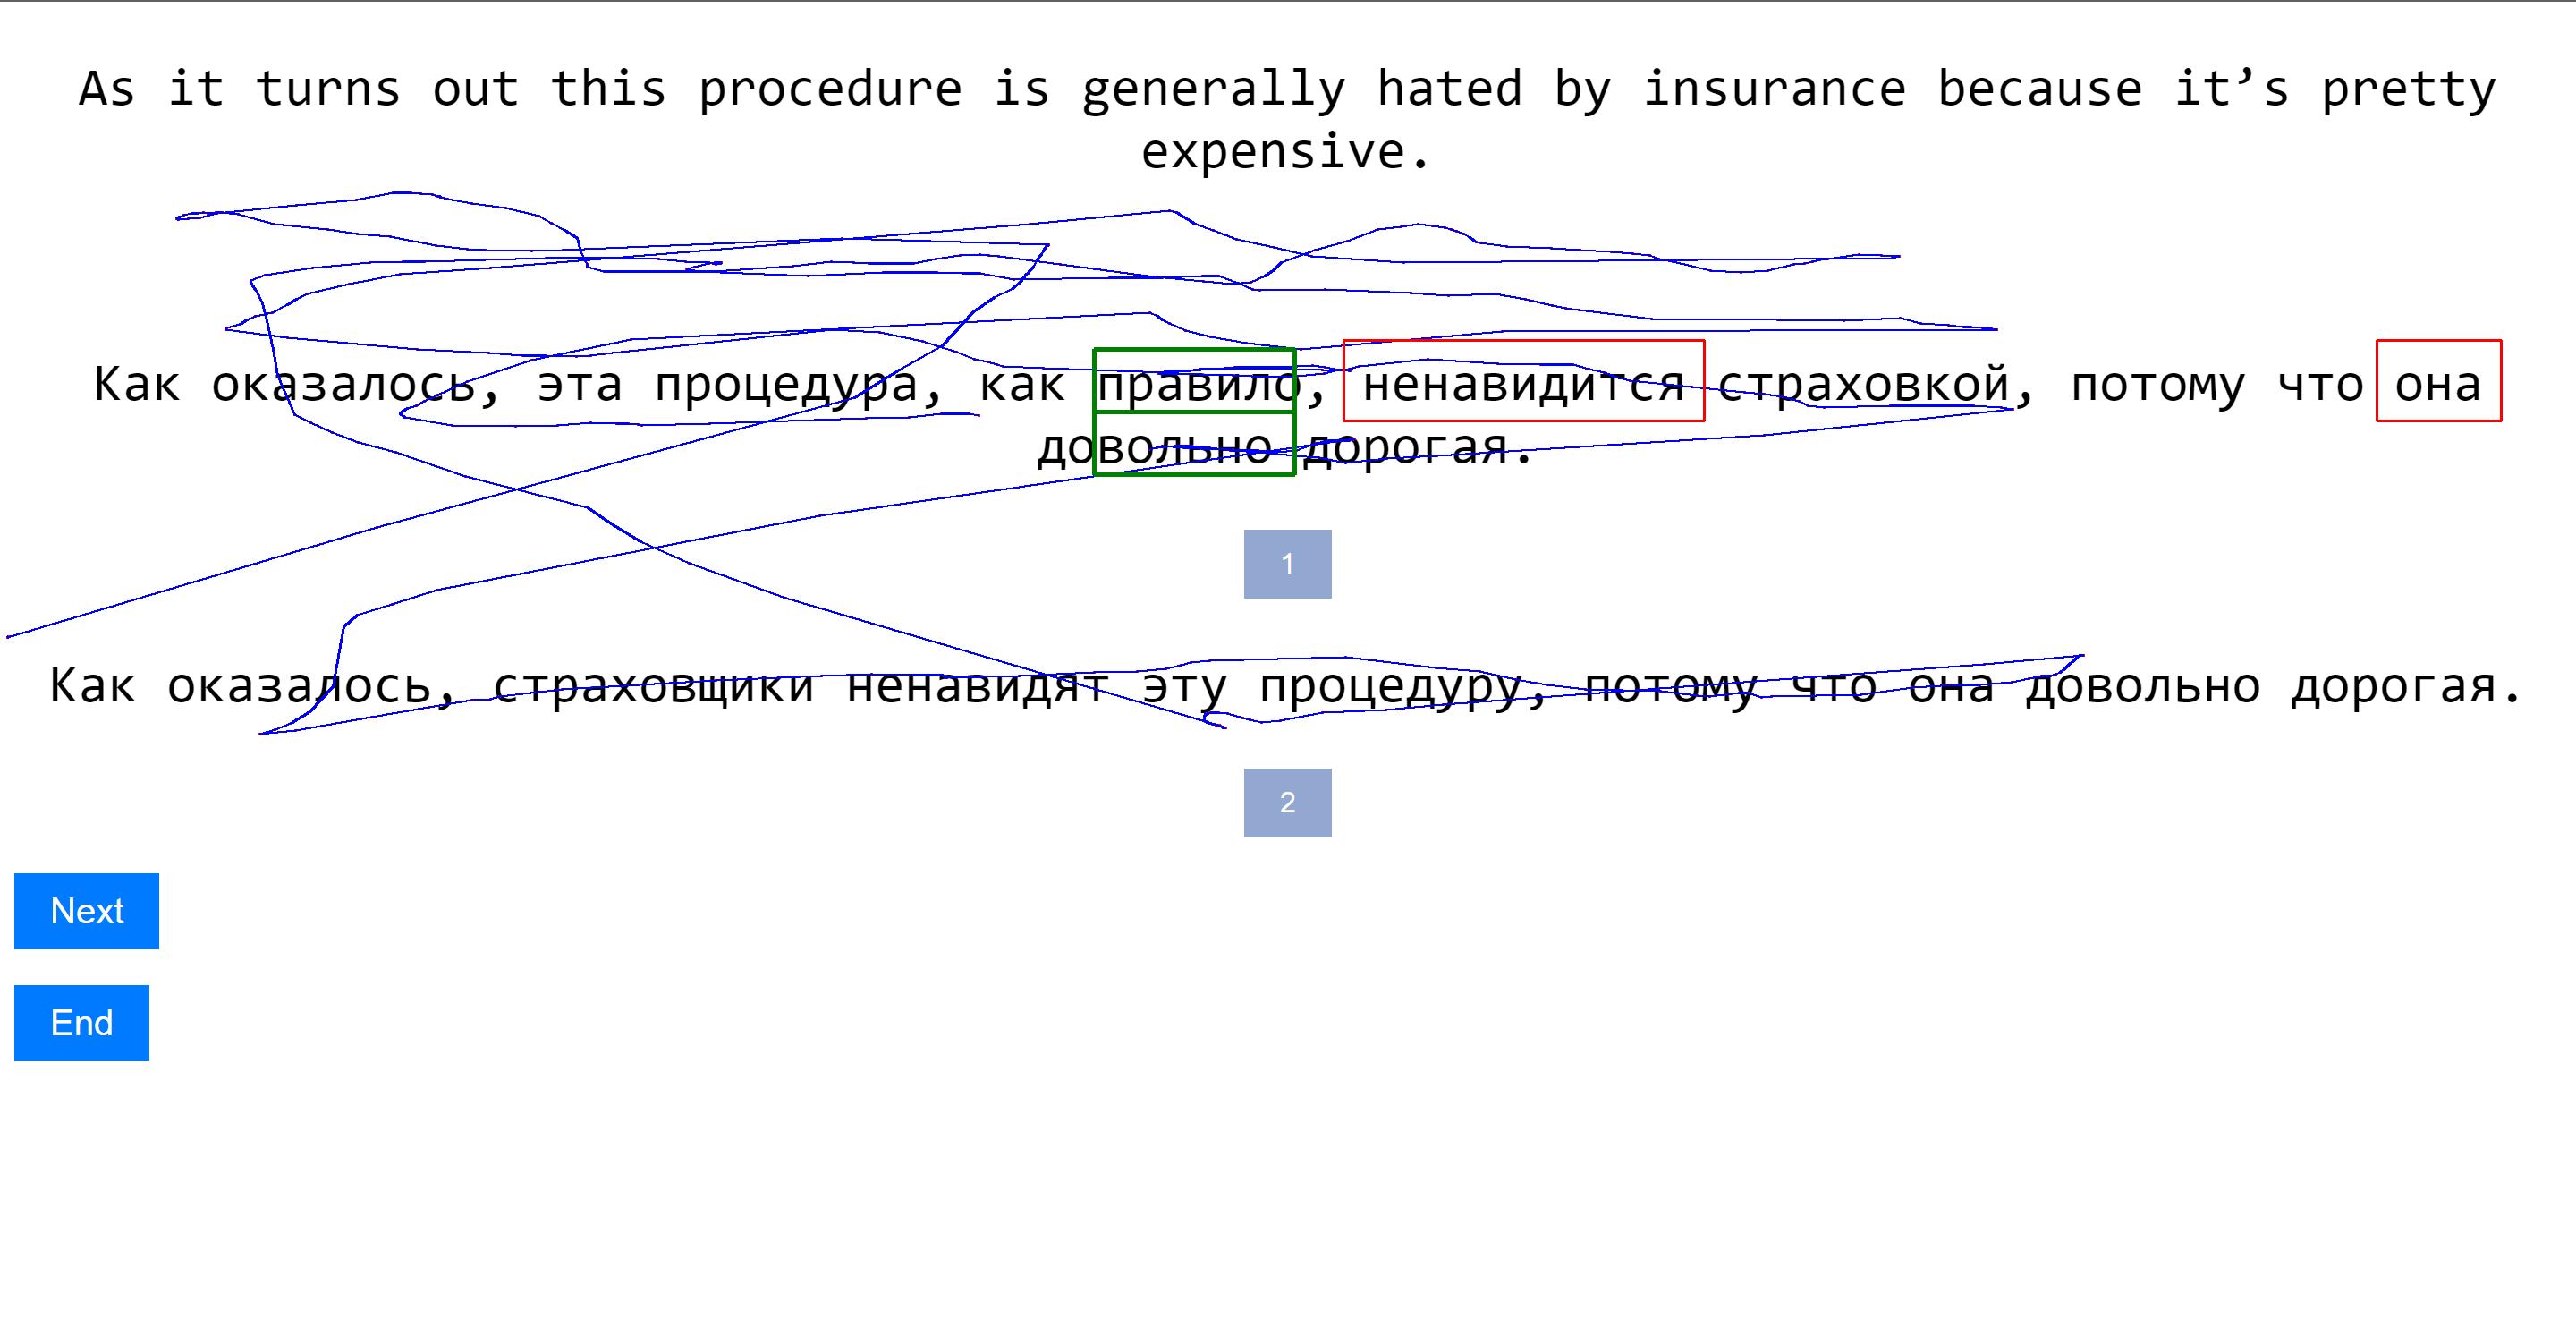 As it turns out this procedure is generally hated by insurance because it’s pretty
expensive.
Как оказалось, эта процедура, как правило, ненавидится страховкой, потому что она
довольно дорогая.
1
Как оказалось, страховщики ненавидят эту процедуру, потому что она довольно дорогая.
2
Next
End